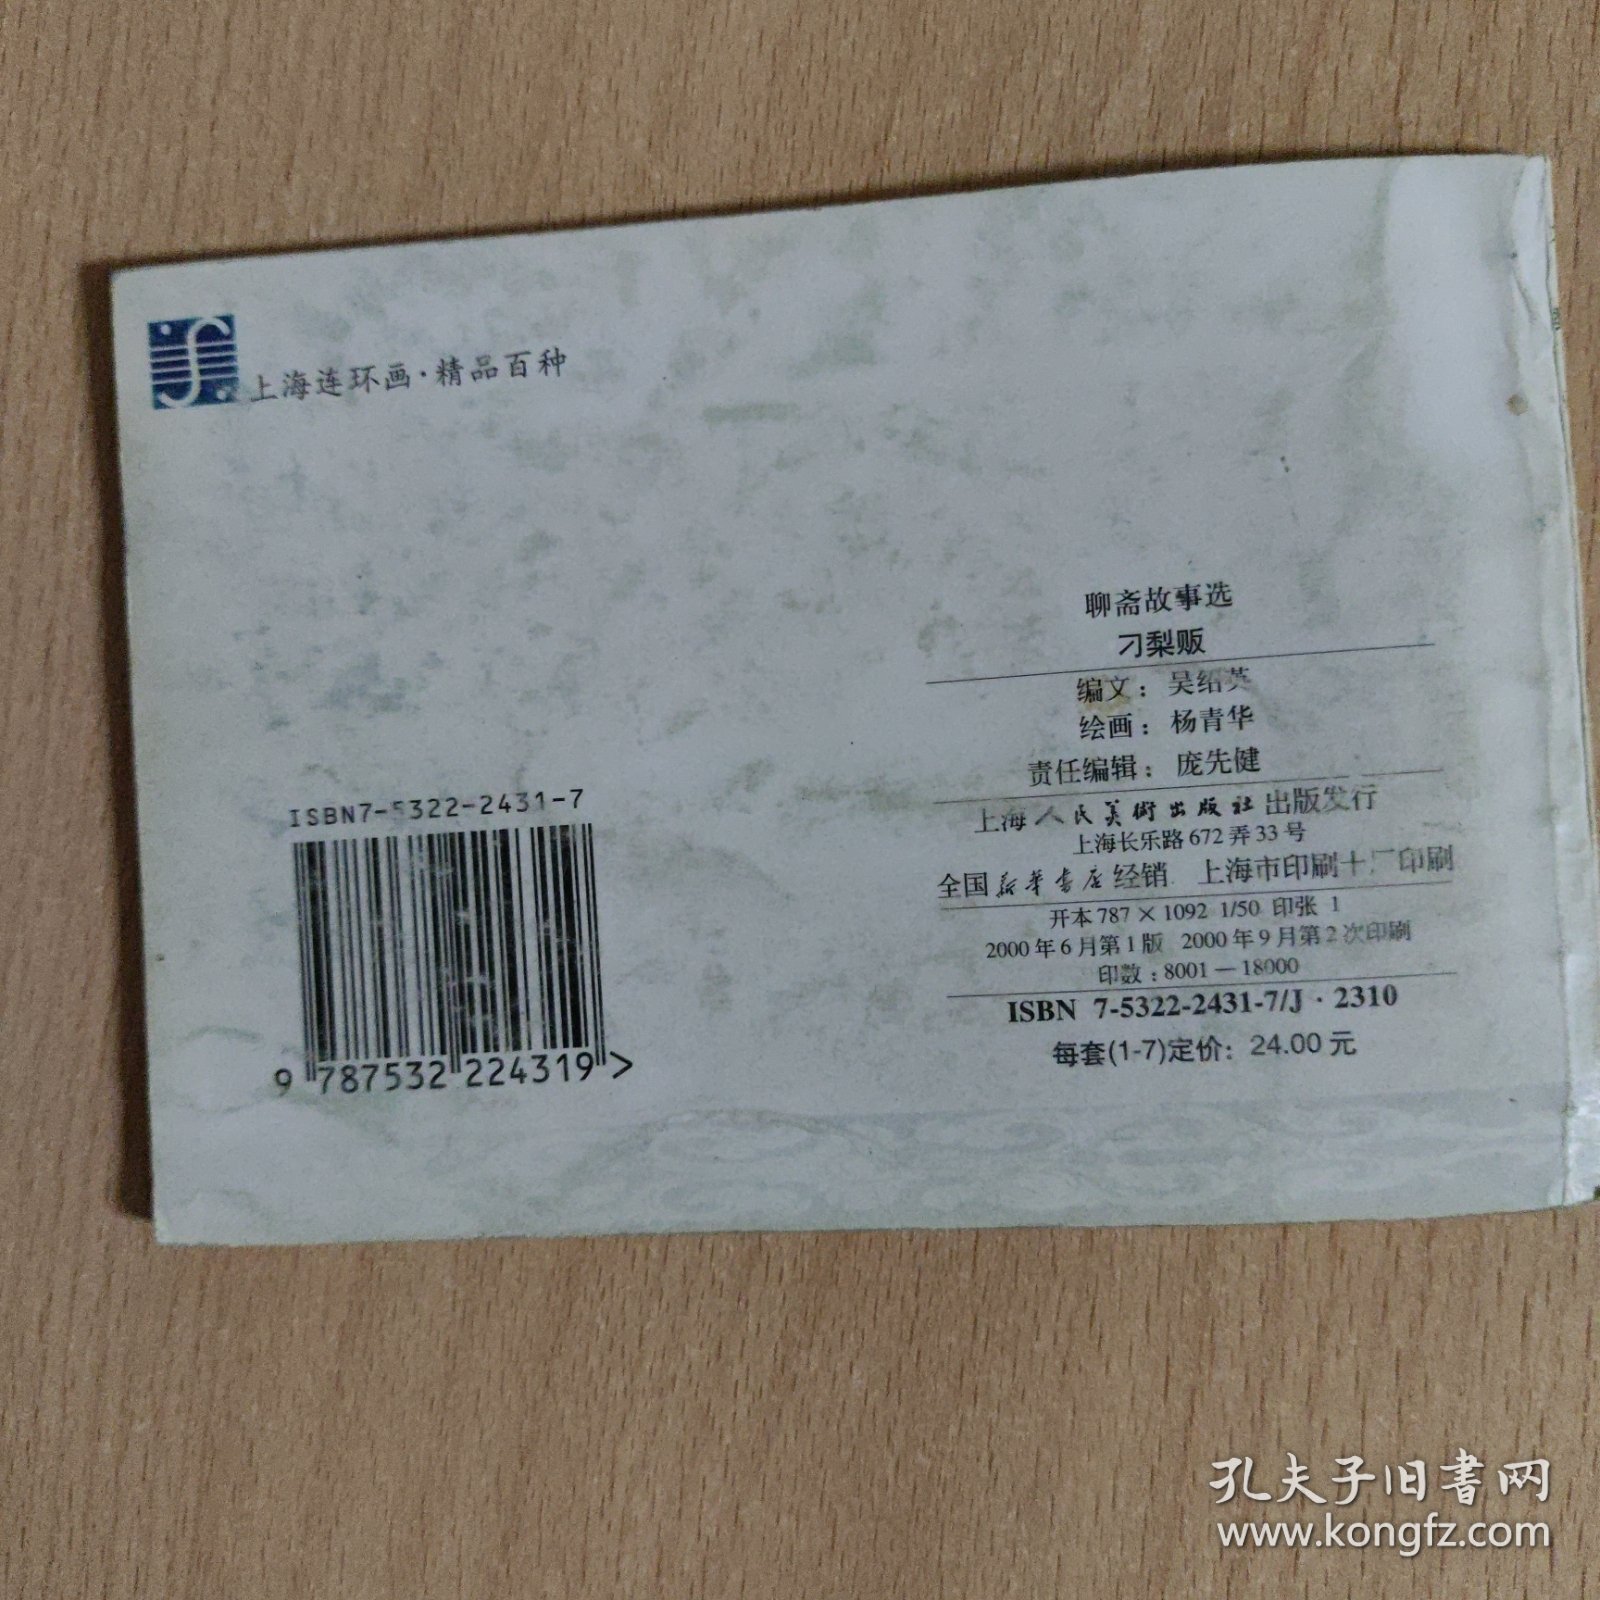 上海连环画·精品百种
聊斋故事选
刁梨贩
编文：吴绍英
绘画：杨青华
责任编辑：庞先健
上海人民美術出版社出版发行
上海长乐路672弄33号
全国新华書店经销 上海市印刷十厂印刷
开本787×1092 1/50 印张 1
2000年6月第1版 2000年9月第2次印刷
印数：8001—18000
ISBN 7-5322-2431-7/J·2310
每套(1-7)定价：24.00元
ISBN7-5322-2431-7
9 787532 224319 >
孔夫子旧書网
www.kongfz.com